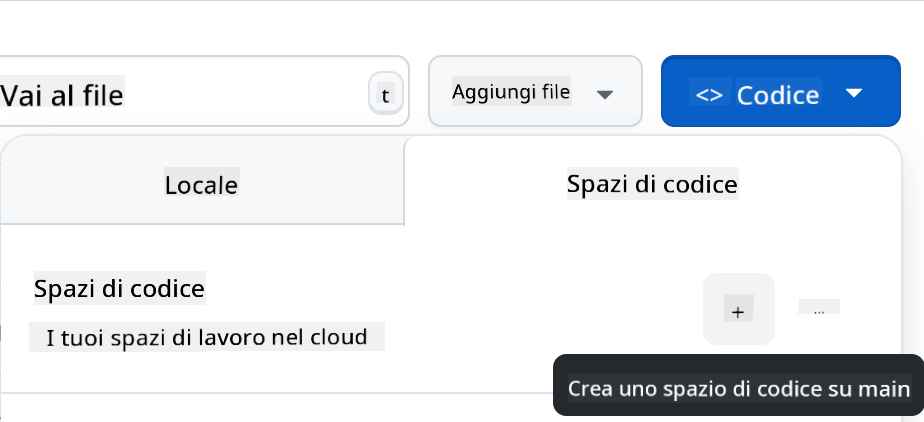 Vai al file
t
Aggiungi file
<> Codice
Locale
Spazi di codice
Spazi di codice
I tuoi spazi di lavoro nel cloud
+
...
Crea uno spazio di codice su main